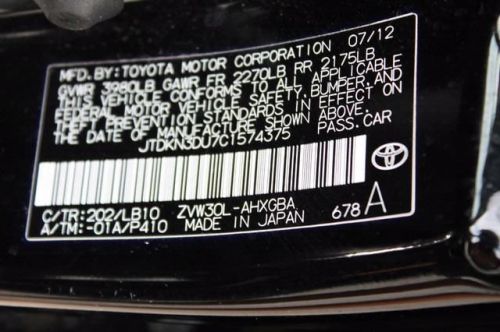 MFD.BY: TOYOTA MOTOR CORPORATION 07/12
GVWR 3980LB GAWR FR 2270LB RR 2175LB
THIS VEHICLE CONFORMS TO ALL APPLICABLE
FEDERAL MOTOR VEHICLE SAFETY, BUMPER, AND
THEFT PREVENTION STANDARDS IN EFFECT ON
THE DATE OF MANUFACTURE SHOWN ABOVE.
JTDKN3DU7C1574375 PASS.CAR
C/TR:202/LB10 ZVW30L-AHXGBA
A/TM:-01A/P410 MADE IN JAPAN 678 A